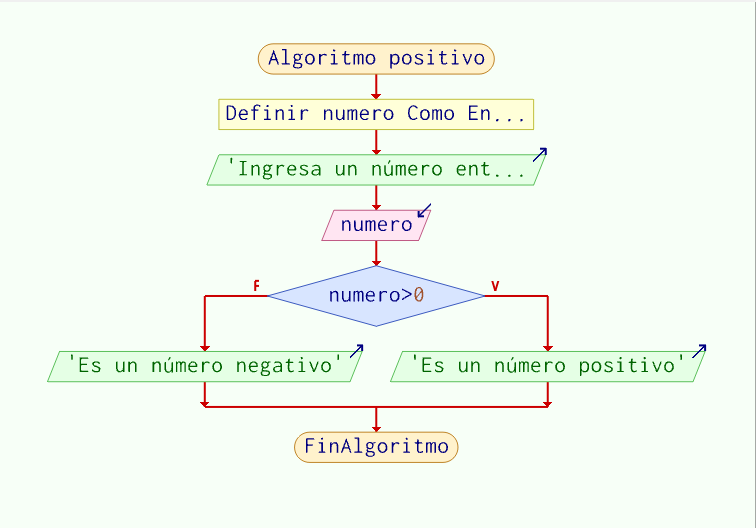 Algoritmo positivo
Definir numero Como En...
'Ingresa un número ent...
numero
numero>0
F
V
'Es un número negativo'
'Es un número positivo'
FinAlgoritmo